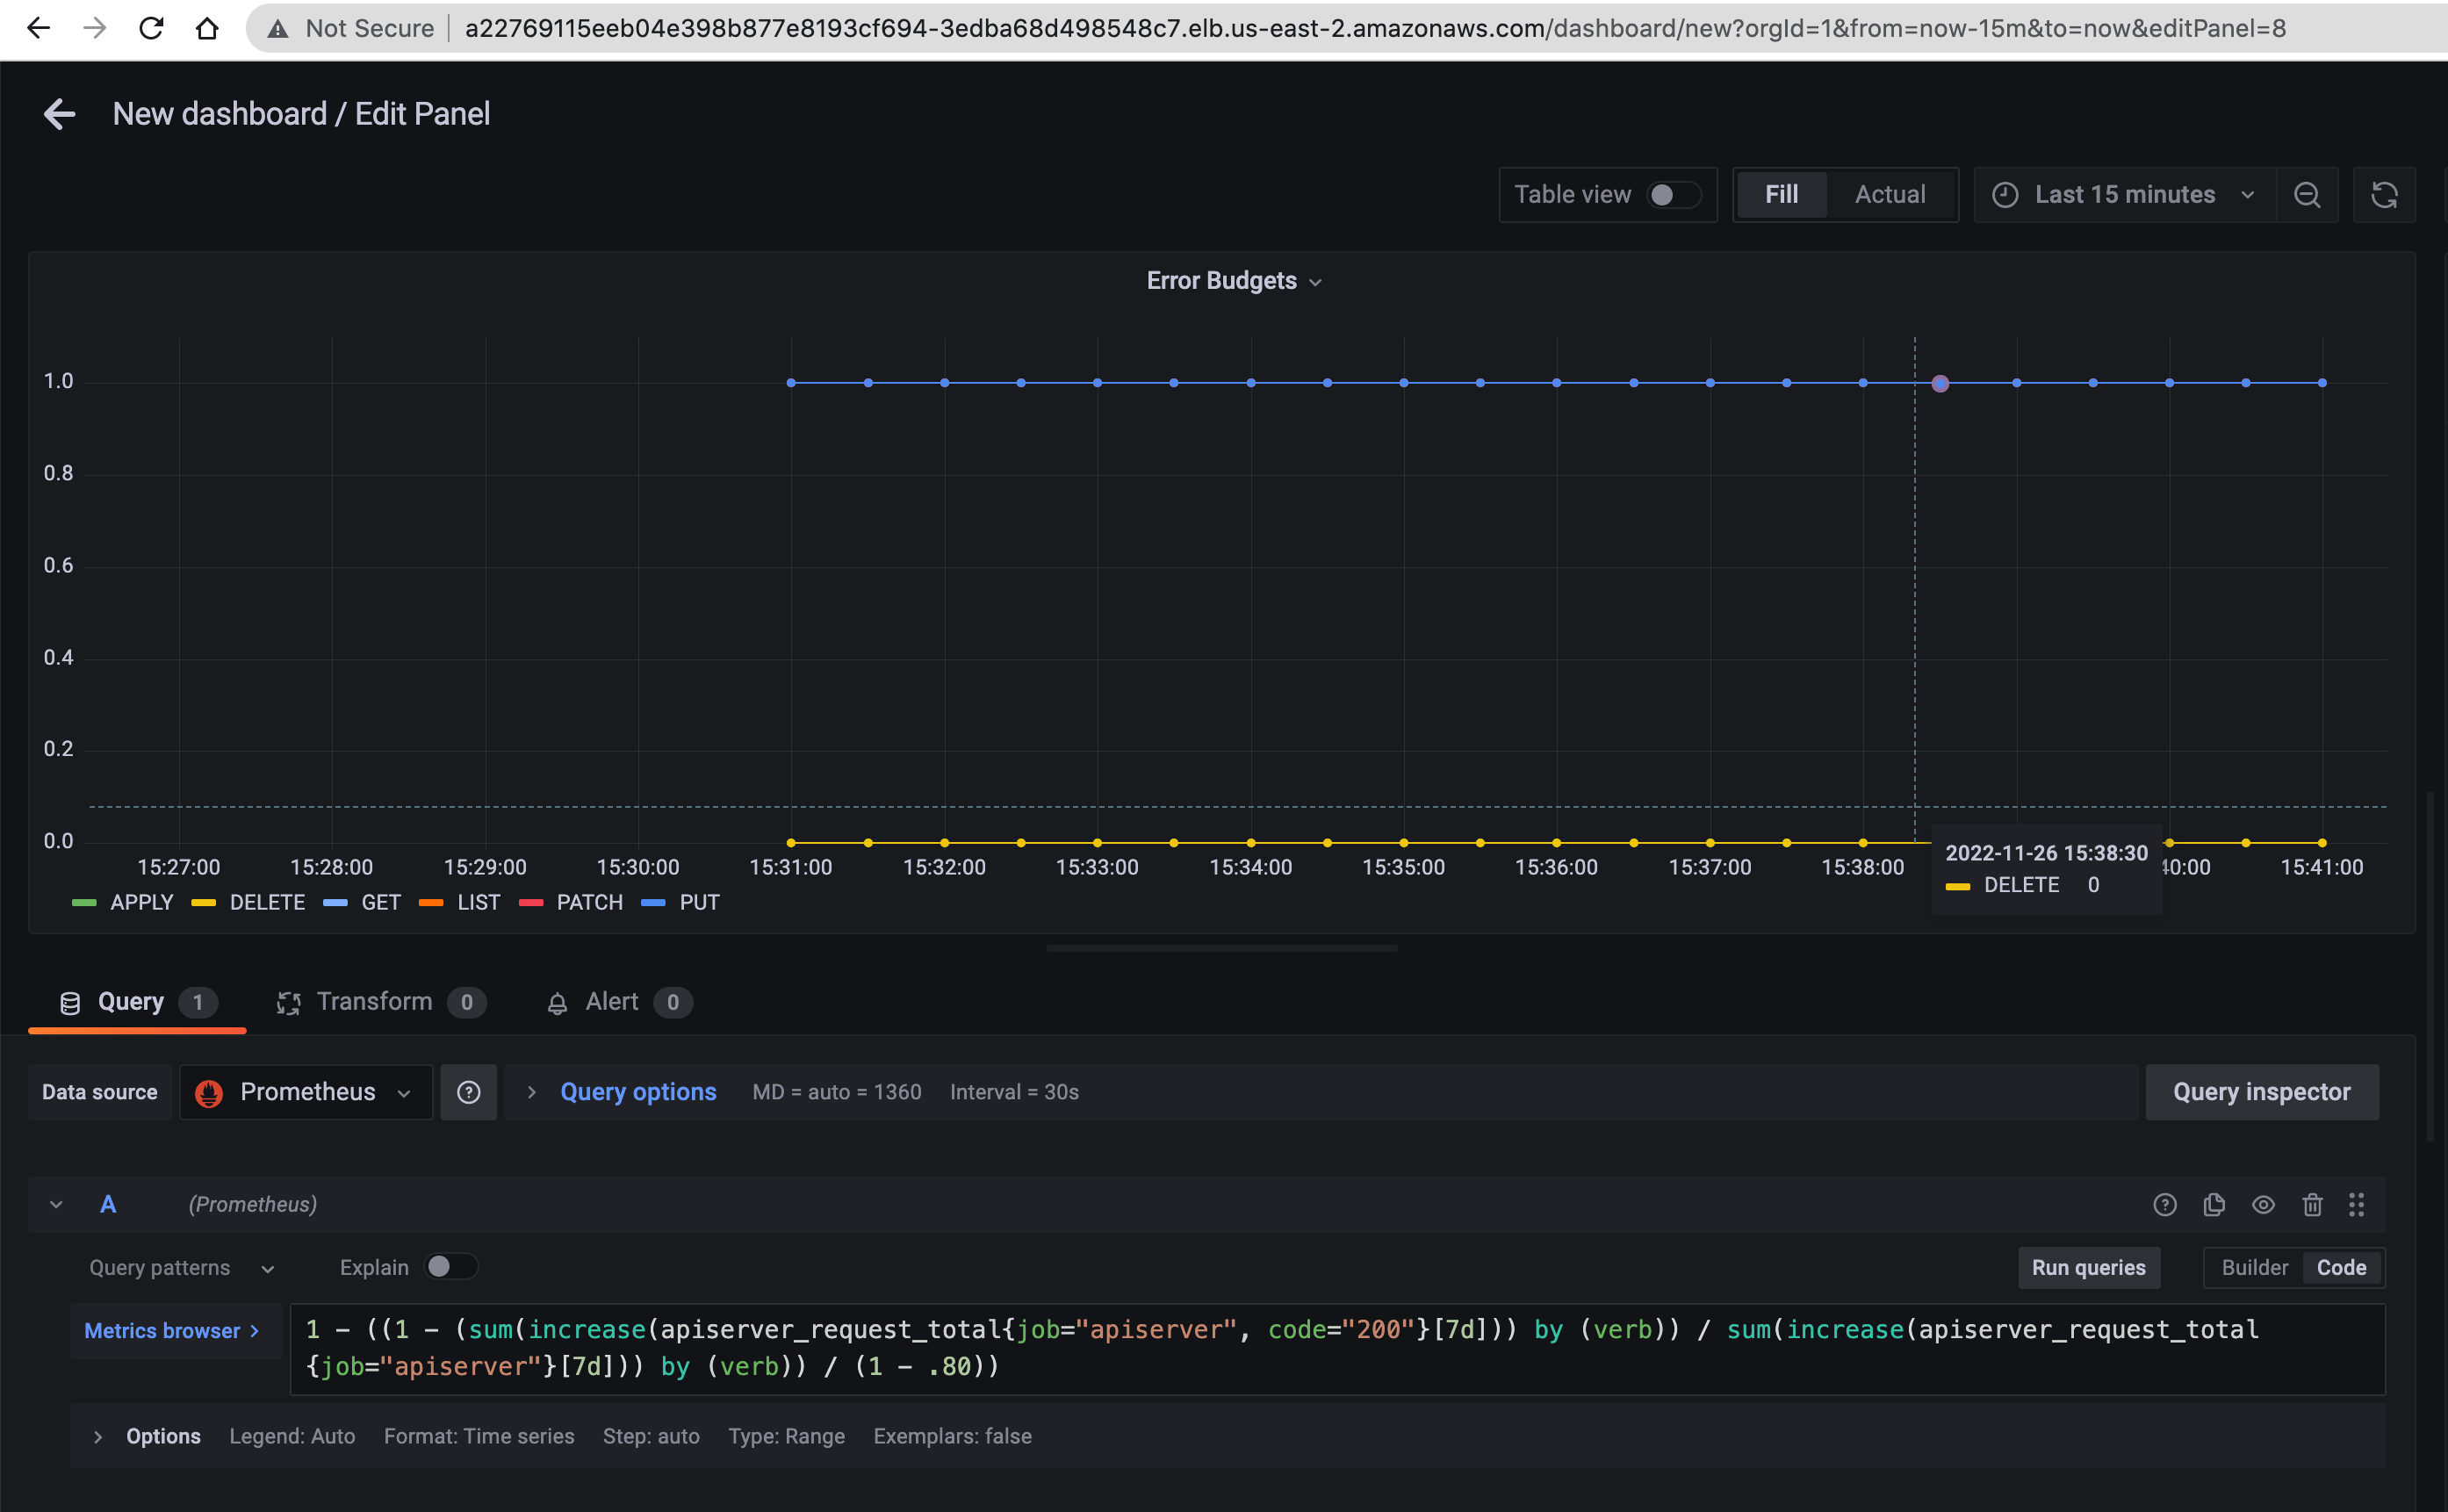 Not Secure a22769115eeb04e398b877e8193cf694-3edba68d498548c7.elb.us-east-2.amazonaws.com/dashboard/new?orgId=1&from=now-15m&to=now&editPanel=8
New dashboard / Edit Panel
Table view Fill Actual Last 15 minutes
Error Budgets
1.0
0.8
0.6
0.4
0.2
0.0
15:27:00 15:28:00 15:29:00 15:30:00 15:31:00 15:32:00 15:33:00 15:34:00 15:35:00 15:36:00 15:37:00 15:38:00 40:00 15:41:00
2022-11-26 15:38:30
DELETE 0
APPLY DELETE GET LIST PATCH PUT
Query 1 Transform 0 Alert 0
Data source Prometheus Query options MD = auto = 1360 Interval = 30s Query inspector
A (Prometheus)
Query patterns Explain Run queries Builder Code
Metrics browser > 1 - ((1 - (sum(increase(apiserver_request_total{job="apiserver", code="200"}[7d])) by (verb)) / sum(increase(apiserver_request_total
{job="apiserver"}[7d])) by (verb)) / (1 - .80))
Options Legend: Auto Format: Time series Step: auto Type: Range Exemplars: false